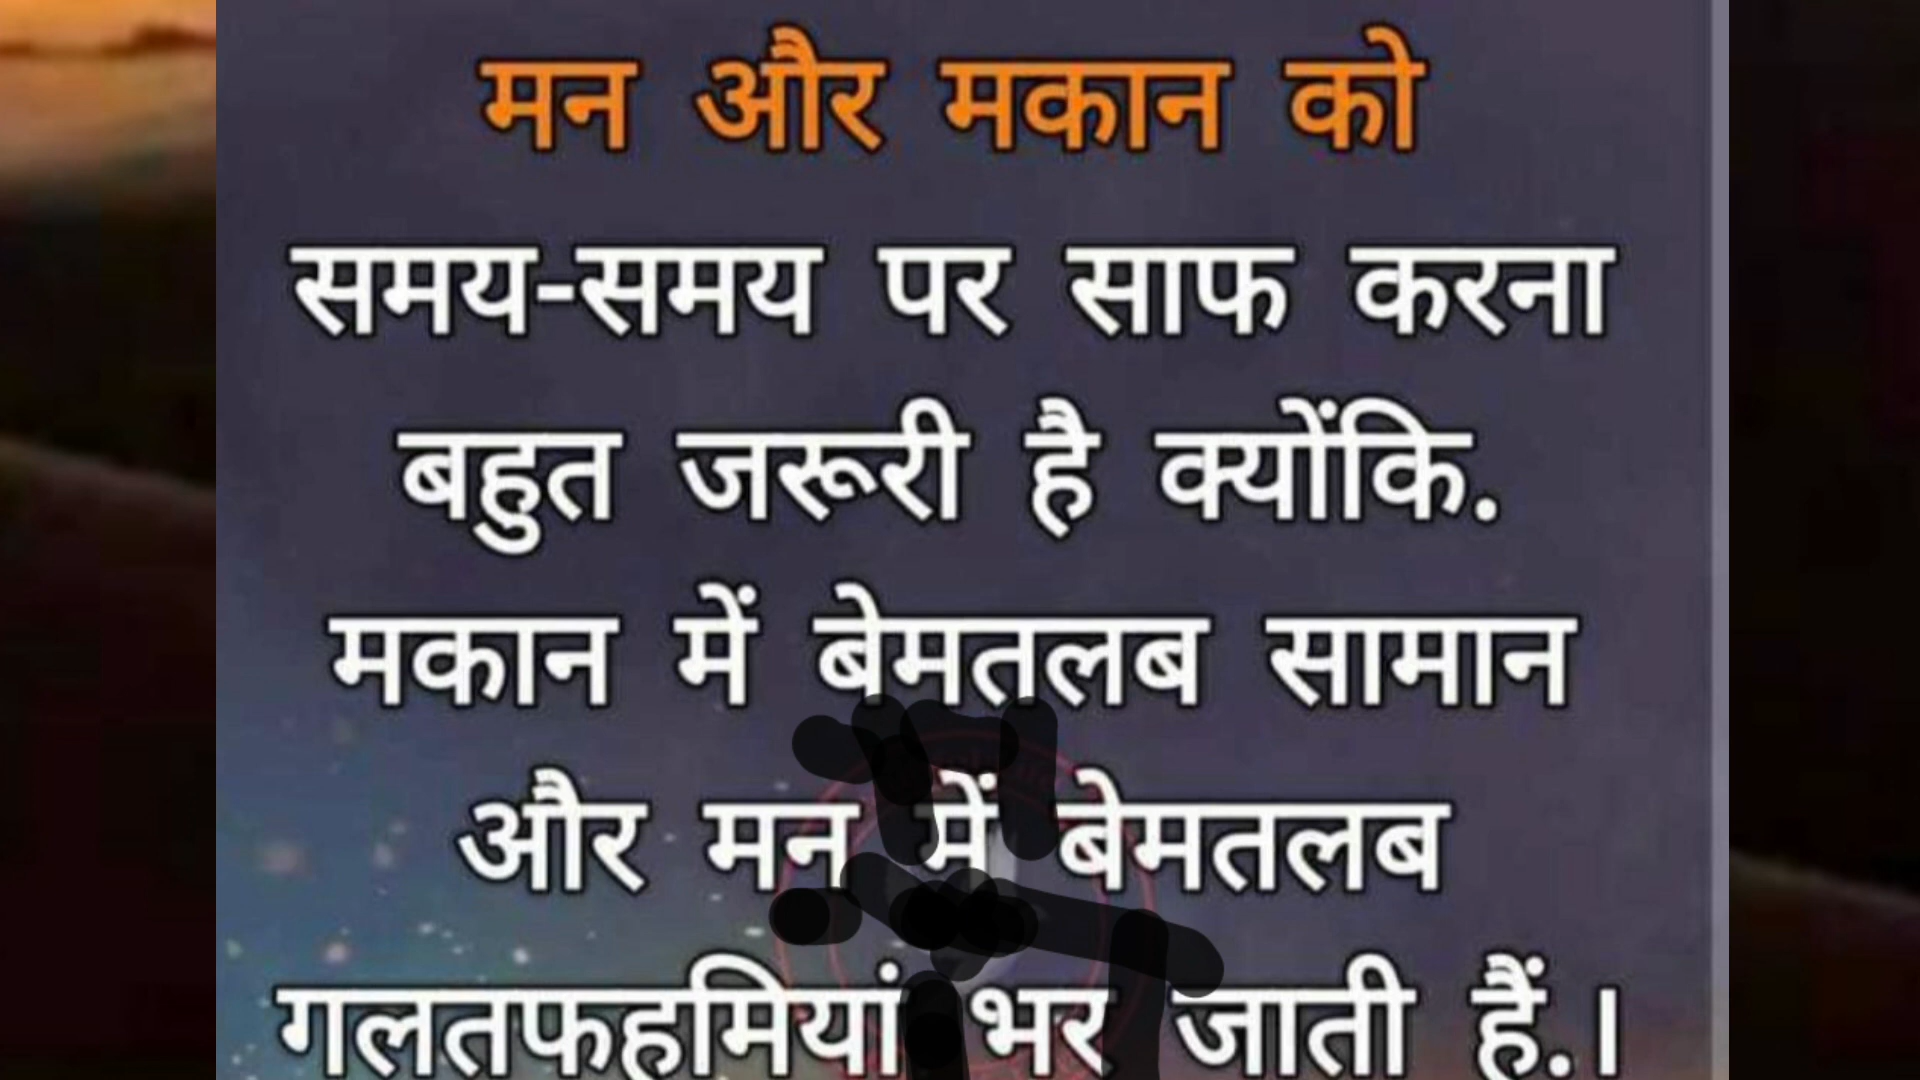 मन और मकान को
समय-समय पर साफ करना
बहुत जरूरी है क्योंकि.
मकान में बेमतलब सामान
और मन में बेमतलब
गलतफहमियां भर जाती हैं.।